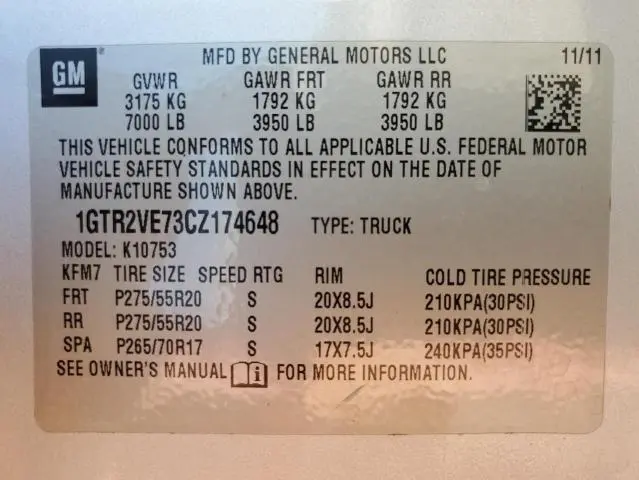 GM
MFD BY GENERAL MOTORS LLC 11/11
GVWR GAWR FRT GAWR RR
3175 KG 1792 KG 1792 KG
7000 LB 3950 LB 3950 LB
THIS VEHICLE CONFORMS TO ALL APPLICABLE U.S. FEDERAL MOTOR
VEHICLE SAFETY STANDARDS IN EFFECT ON THE DATE OF
MANUFACTURE SHOWN ABOVE.
1GTR2VE73CZ174648 TYPE: TRUCK
MODEL: K10753
KFM7 TIRE SIZE SPEED RTG RIM COLD TIRE PRESSURE
FRT P275/55R20 S 20X8.5J 210KPA(30PSI)
RR P275/55R20 S 20X8.5J 210KPA(30PSI)
SPA P265/70R17 S 17X7.5J 240KPA(35PSI)
SEE OWNER'S MANUAL i FOR MORE INFORMATION.